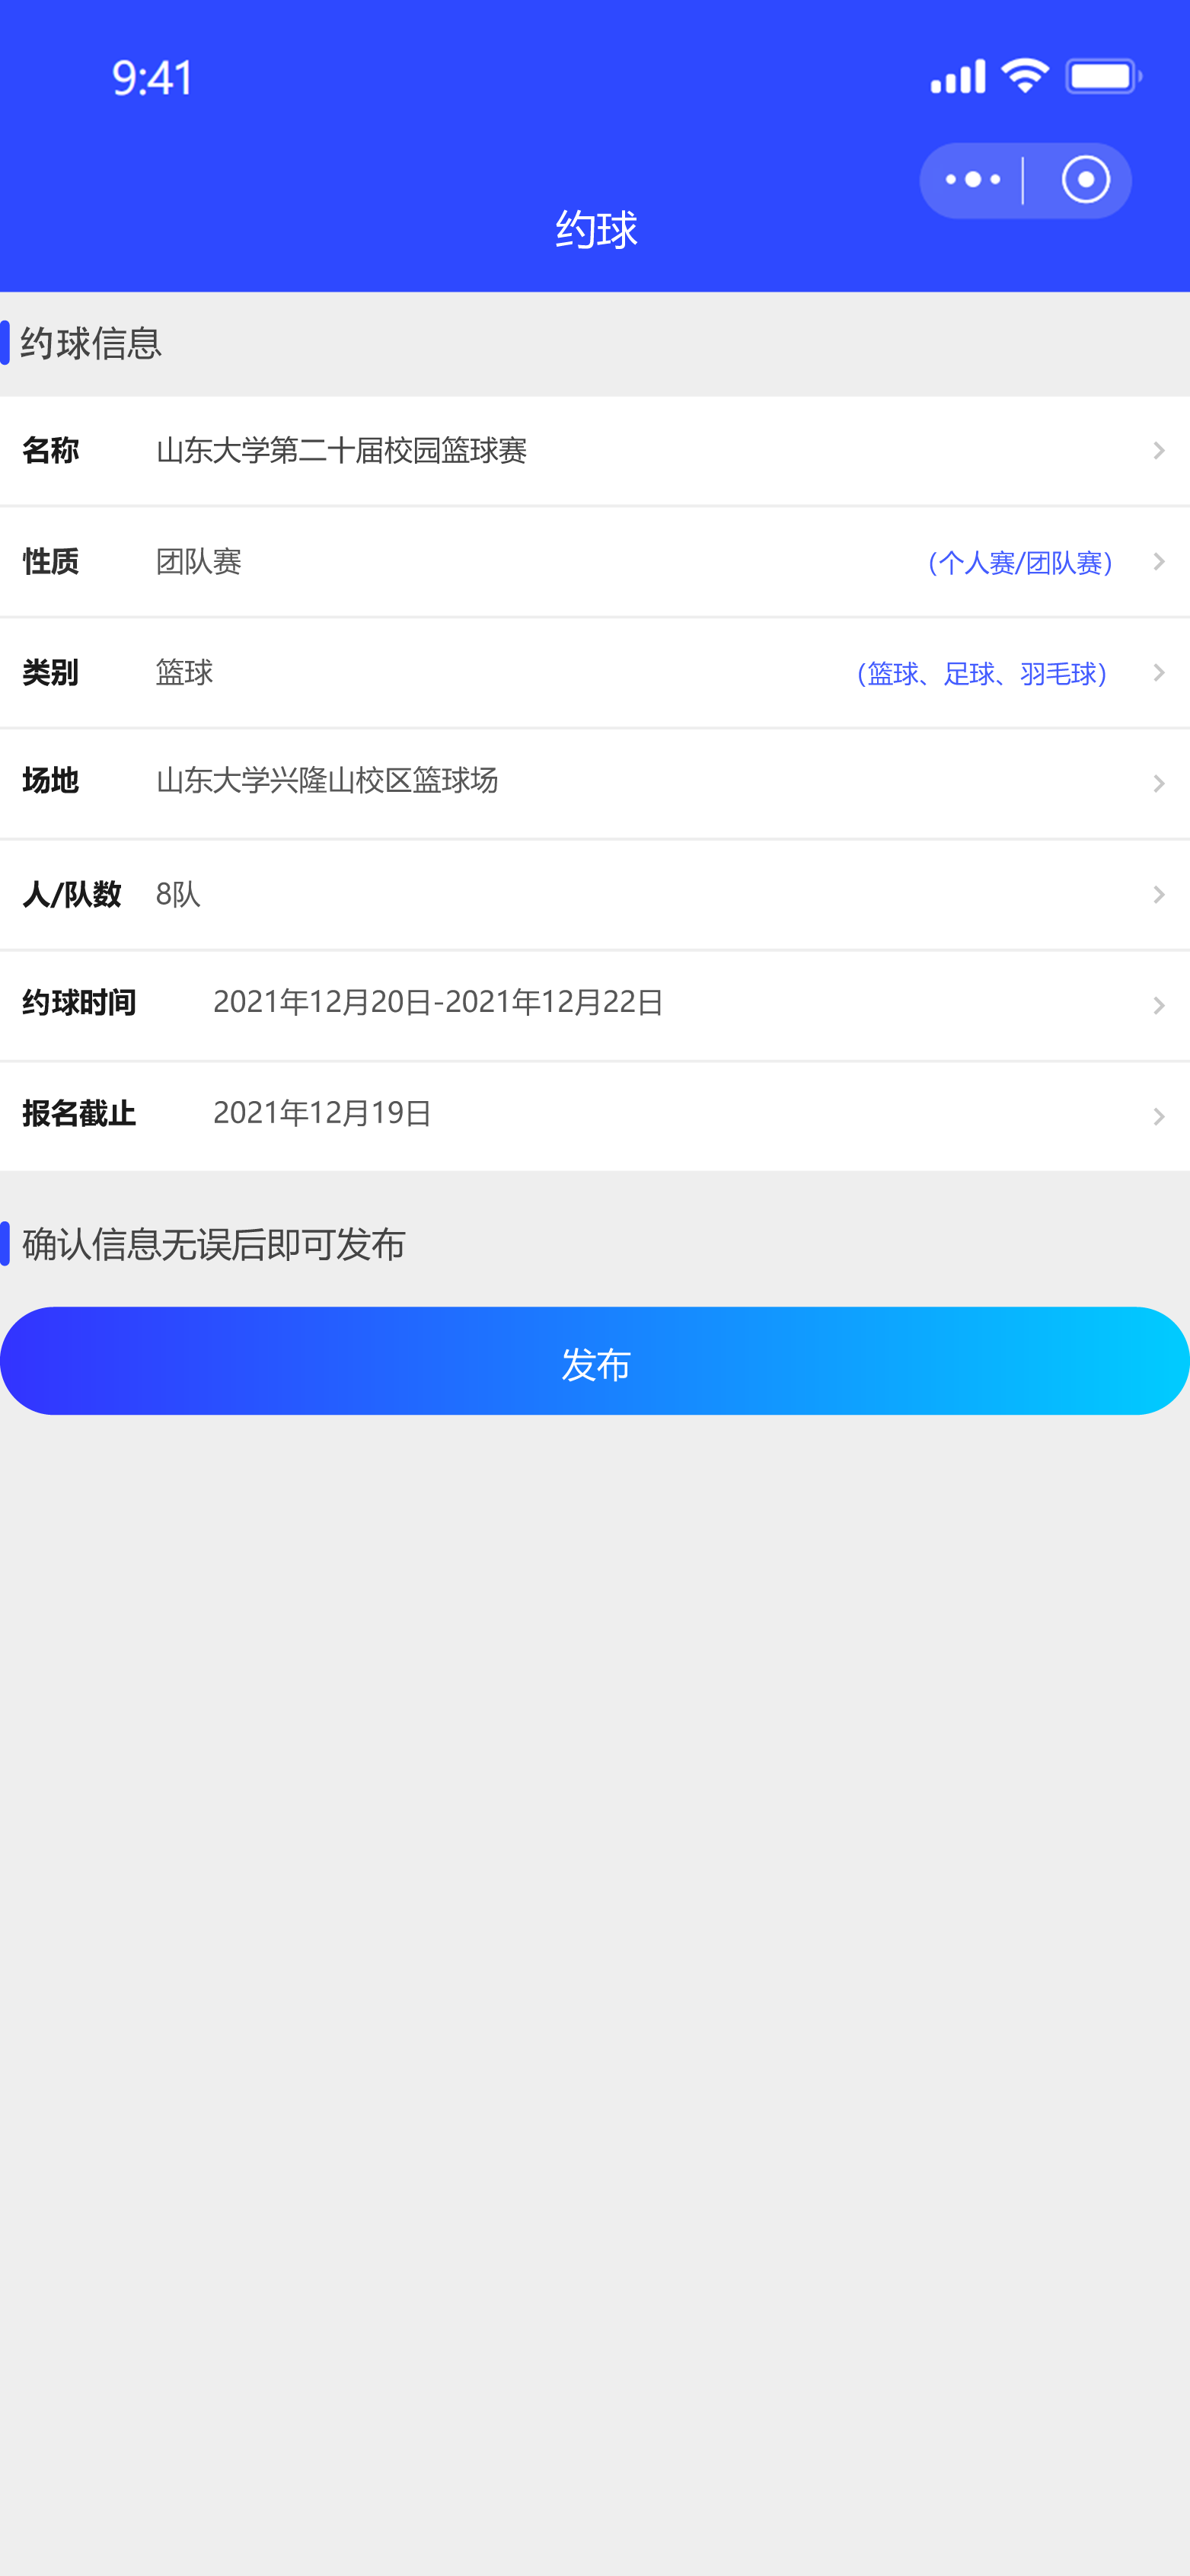 9:41
约球
约球信息
名称 山东大学第二十届校园篮球赛
性质 团队赛 (个人赛/团队赛)
类别 篮球 (篮球、足球、羽毛球)
场地 山东大学兴隆山校区篮球场
人/队数 8队
约球时间 2021年12月20日-2021年12月22日
报名截止 2021年12月19日
确认信息无误后即可发布
发布